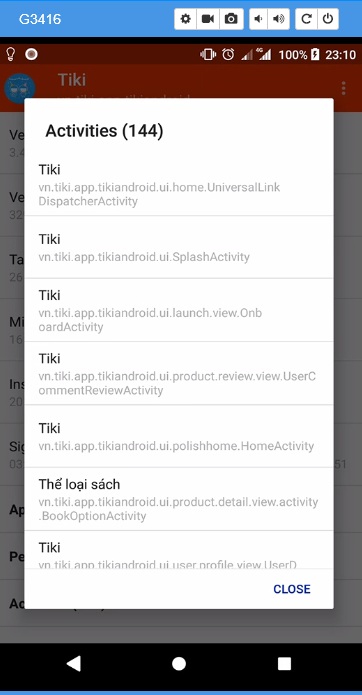 G3416
100% 23:10
Tiki
Activities (144)
Tiki
vn.tiki.app.tikiandroid.ui.home.UniversalLink
DispatcherActivity
Tiki
vn.tiki.app.tikiandroid.ui.SplashActivity
Tiki
vn.tiki.app.tikiandroid.ui.launch.view.Onb
oardActivity
Tiki
vn.tiki.app.tikiandroid.ui.product.review.view.UserC
ommentReviewActivity
Tiki
vn.tiki.app.tikiandroid.ui.polishhome.HomeActivity
Thể loại sách
vn.tiki.app.tikiandroid.ui.product.detail.view.activity
.BookOptionActivity
Tiki
vn.tiki.app.tikiandroid.ui.user.profile.view.UserD
CLOSE